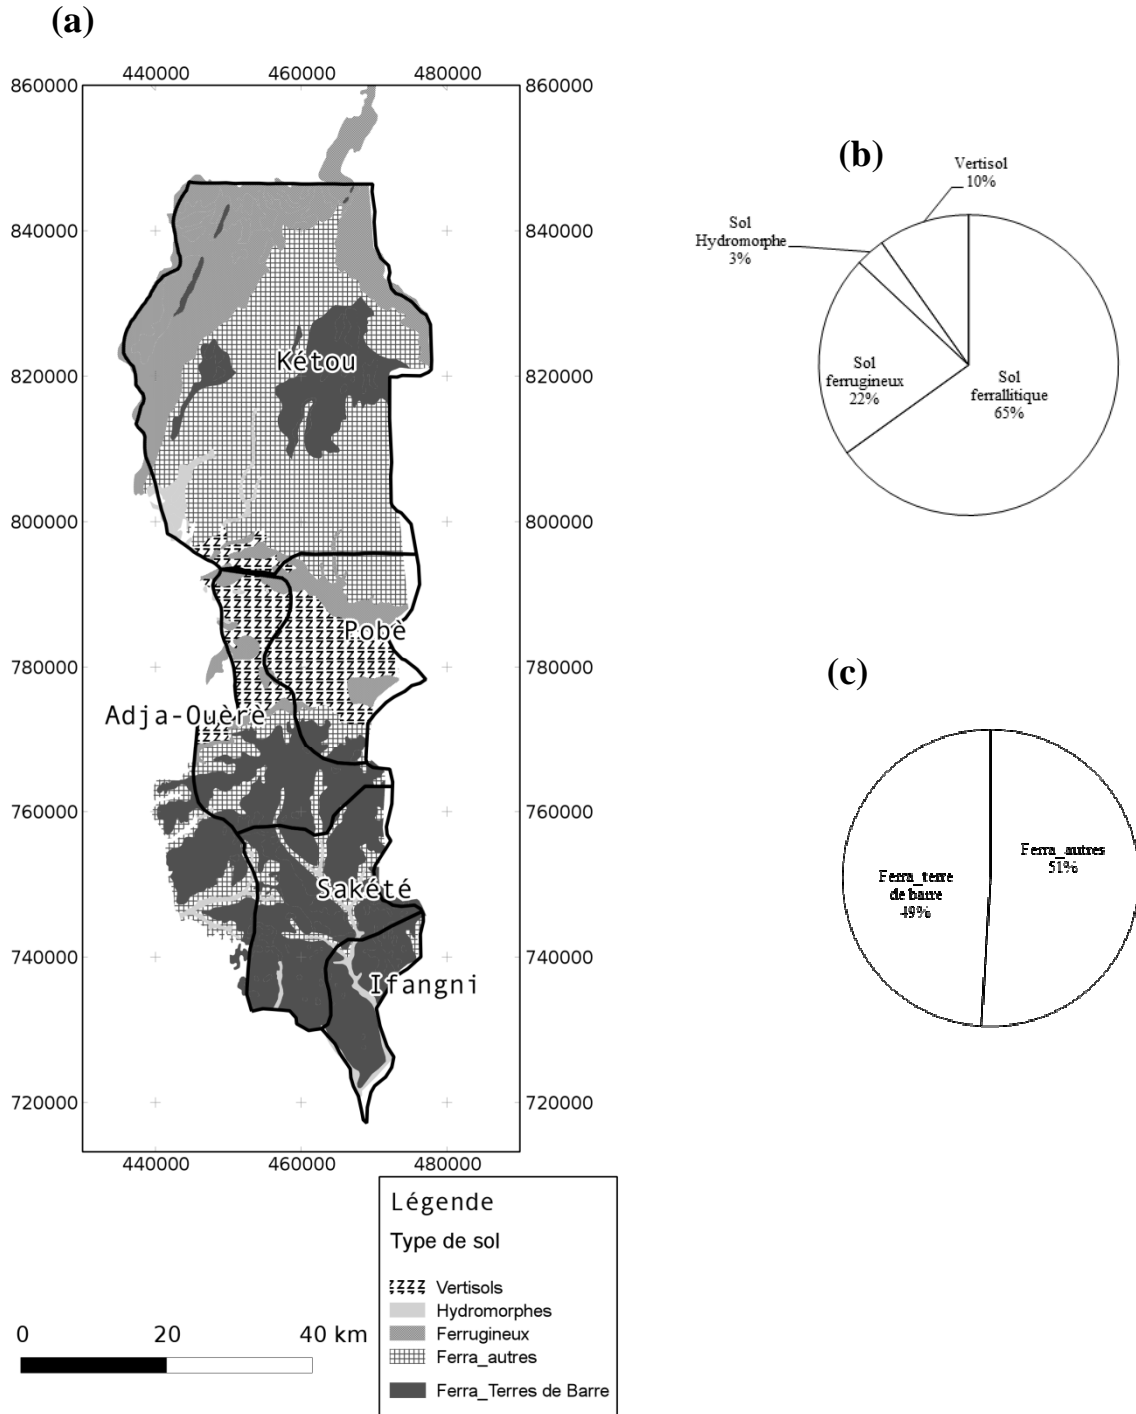 (a)
440000 460000 480000
860000 860000
840000 840000
820000 820000
800000 800000
780000 780000
760000 760000
740000 740000
720000 720000
440000 460000 480000
Kétou
Pobè
Adja-Ouèrè
Sakété
Ifangni
Légende
Type de sol
Vertisols
Hydromorphes
Ferrugineux
Ferra_autres
Ferra_Terres de Barre
0 20 40 km
(b)
Vertisol
10%
Sol
Hydromorphe
3%
Sol
ferrugineux
22%
Sol
ferrallitique
65%
(c)
Ferra_autres
51%
Ferra_terre
de barre
49%